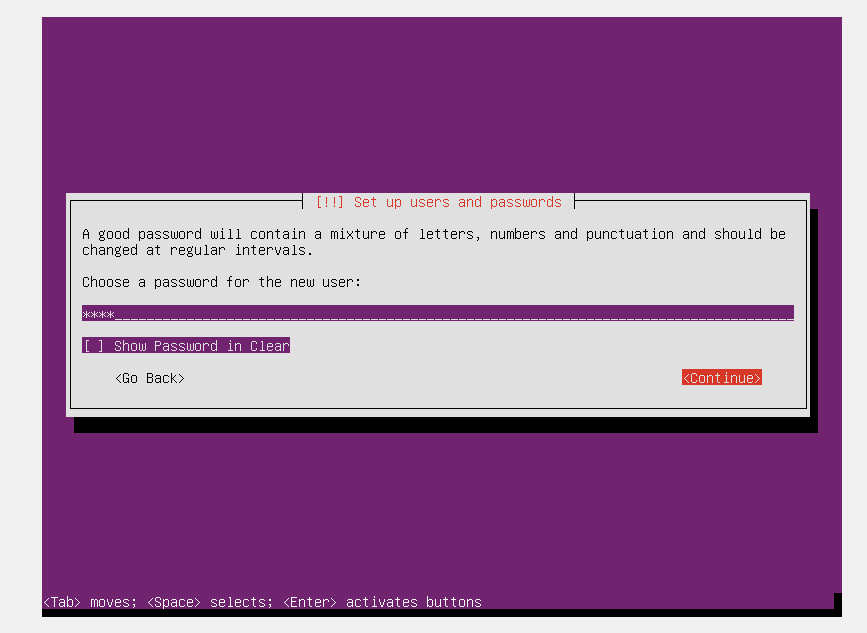 [!!] Set up users and passwords
A good password will contain a mixture of letters, numbers and punctuation and should be
changed at regular intervals.
Choose a password for the new user:
****
[ ] Show Password in Clear
<Go Back> <Continue>
<Tab> moves; <Space> selects; <Enter> activates buttons